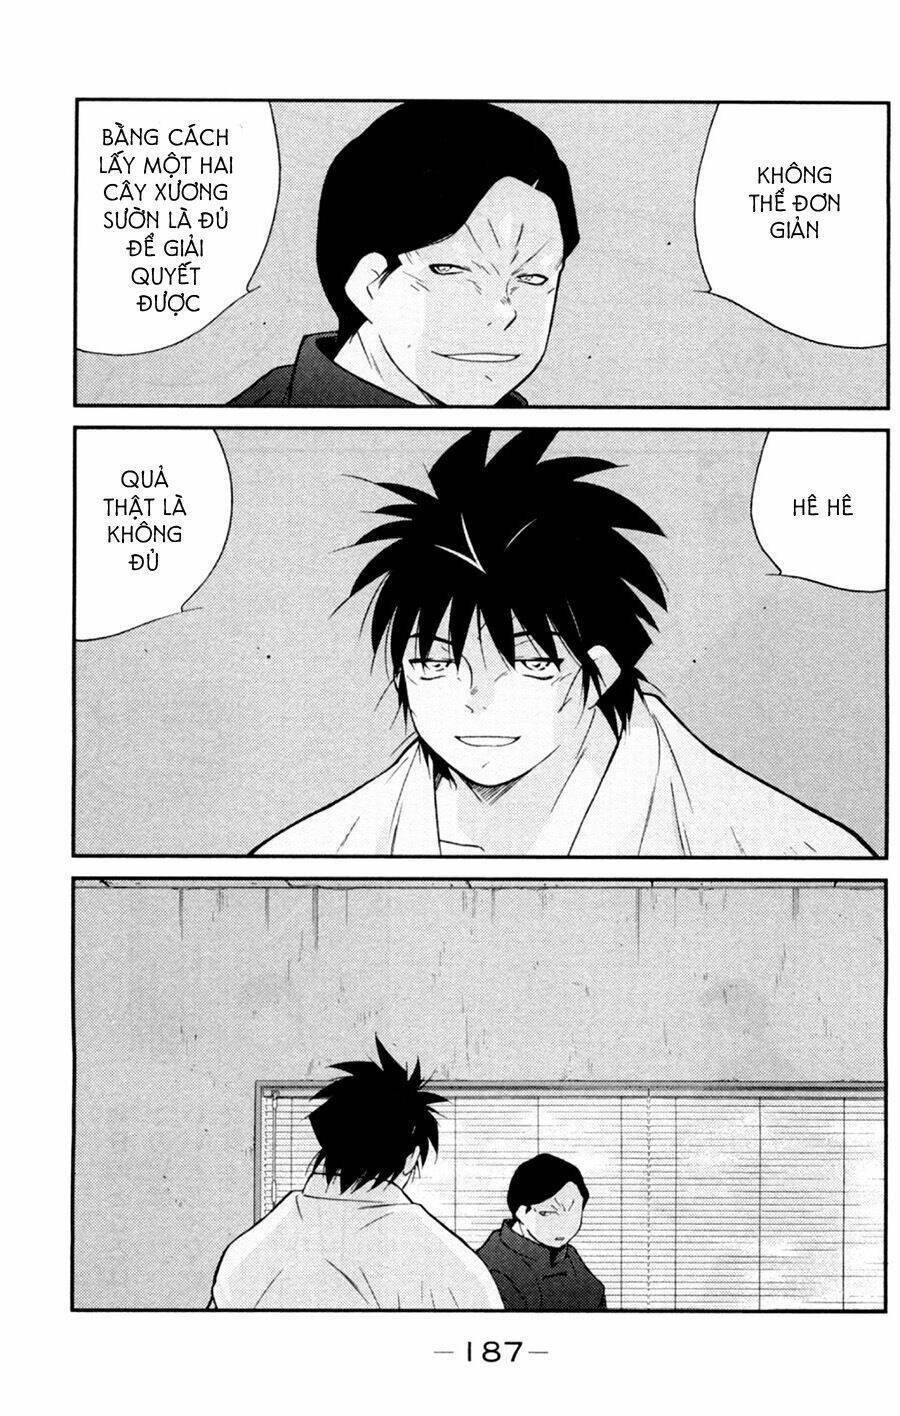 KHÔNG
THỂ ĐƠN
GIẢN
BẰNG CÁCH
LẤY MỘT HAI
CÂY XƯƠNG
SƯỜN LÀ ĐỦ
ĐỂ GIẢI
QUYẾT
ĐƯỢC
HÊ HÊ
QUẢ
THẬT LÀ
KHÔNG
ĐỦ
—187—